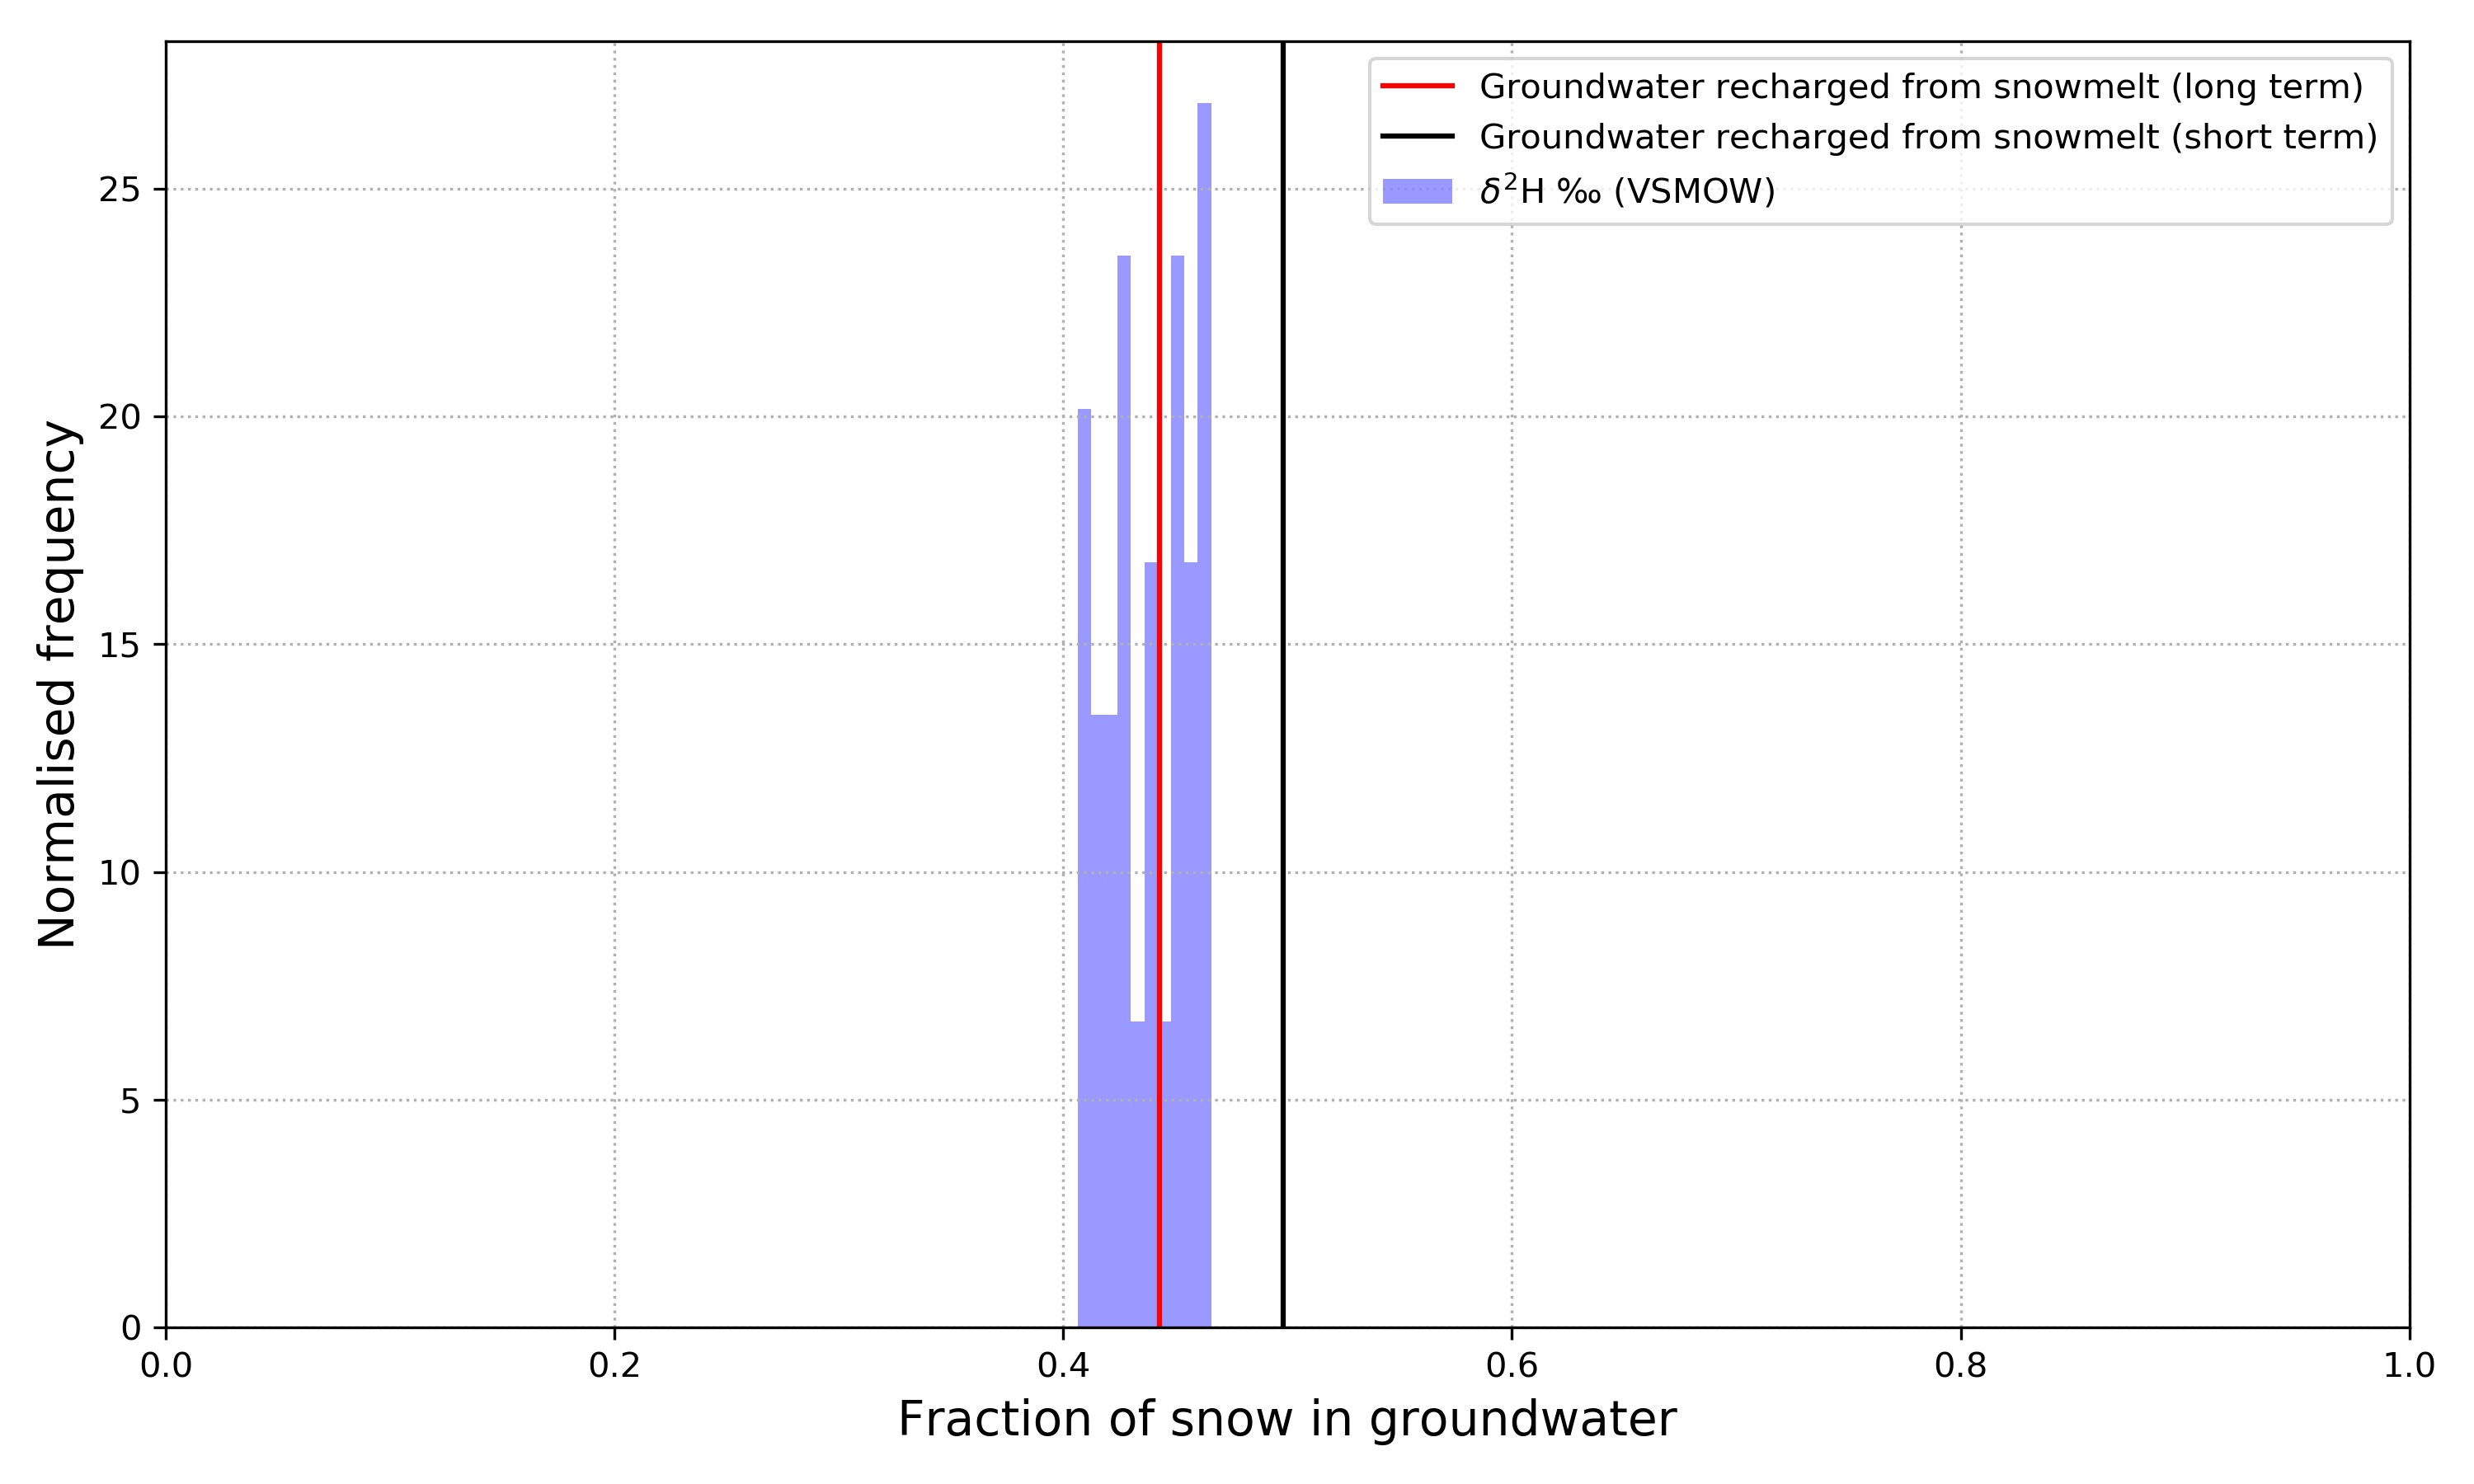 Groundwater recharged from snowmelt (long term)
Groundwater recharged from snowmelt (short term)
δ²H ‰ (VSMOW)
25
20
15
10
5
0
Normalised frequency
0.0 0.2 0.4 0.6 0.8 1.0
Fraction of snow in groundwater